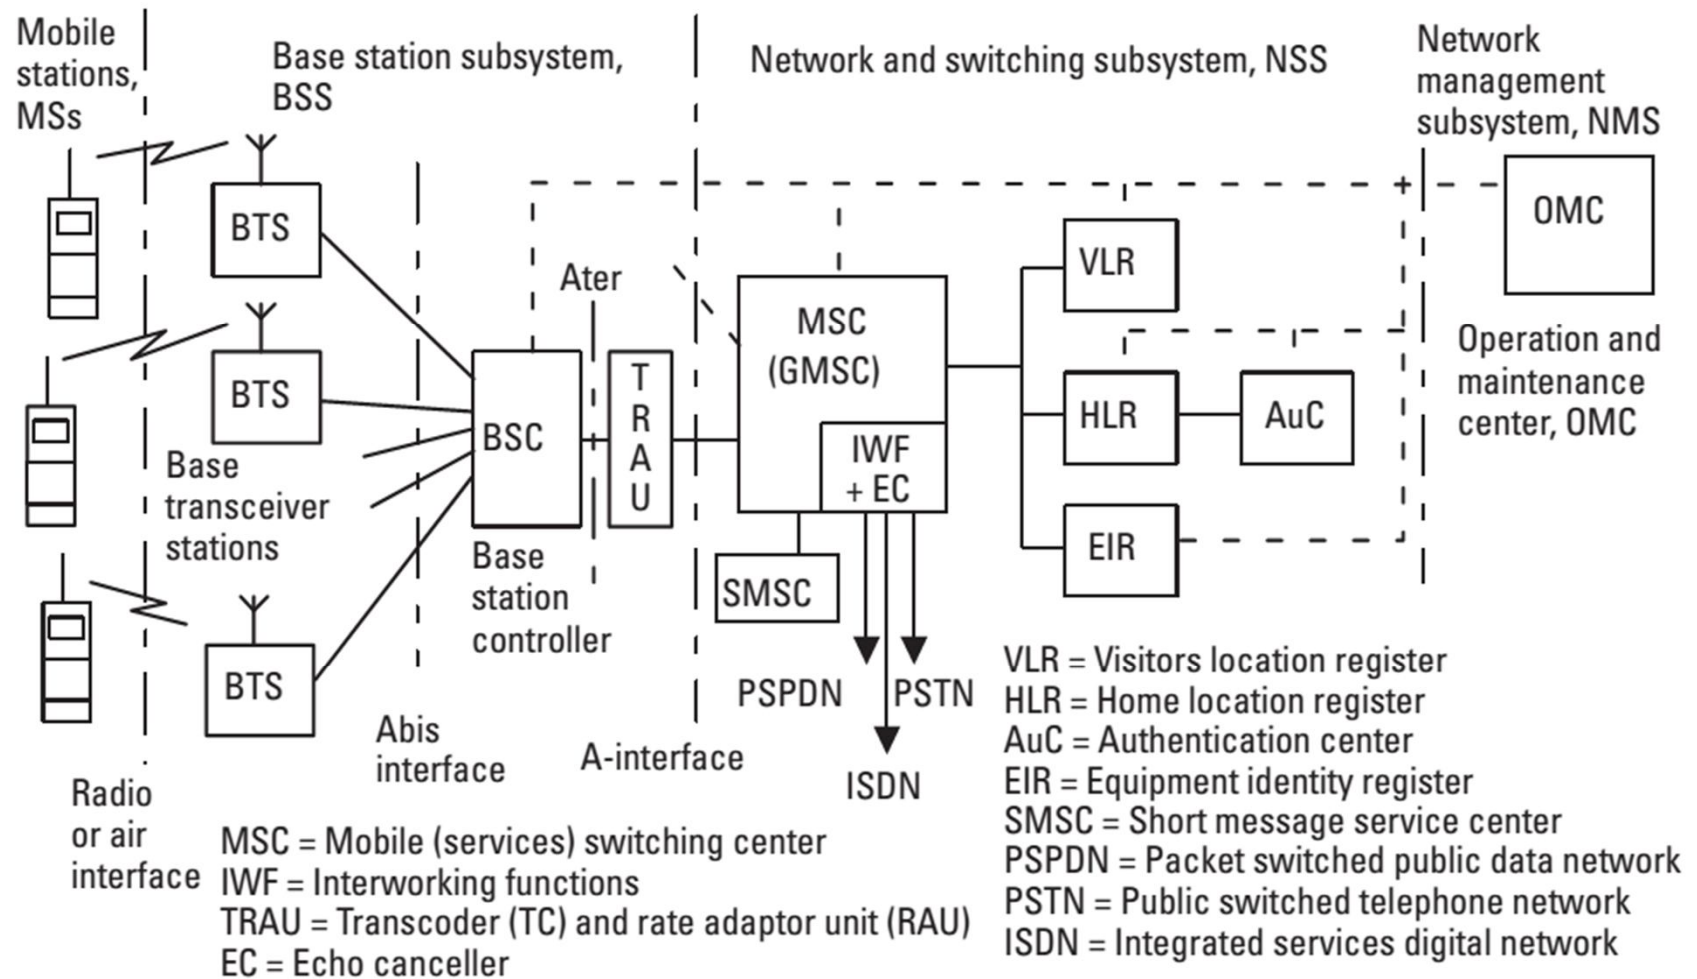 Mobile
stations,
MSs
Base station subsystem,
BSS
Network and switching subsystem, NSS
Network
management
subsystem, NMS
BTS
OMC
VLR
Ater
MSC
(GMSC)
Operation and
maintenance
center, OMC
BTS
T
R
A
U
HLR
AuC
BSC
IWF
+ EC
Base
transceiver
stations
EIR
Base
station
controller
SMSC
BTS
PSPDN
PSTN
ISDN
Abis
interface
A-interface
Radio
or air
interface
MSC = Mobile (services) switching center
IWF = Interworking functions
TRAU = Transcoder (TC) and rate adaptor unit (RAU)
EC = Echo canceller
VLR = Visitors location register
HLR = Home location register
AuC = Authentication center
EIR = Equipment identity register
SMSC = Short message service center
PSPDN = Packet switched public data network
PSTN = Public switched telephone network
ISDN = Integrated services digital network